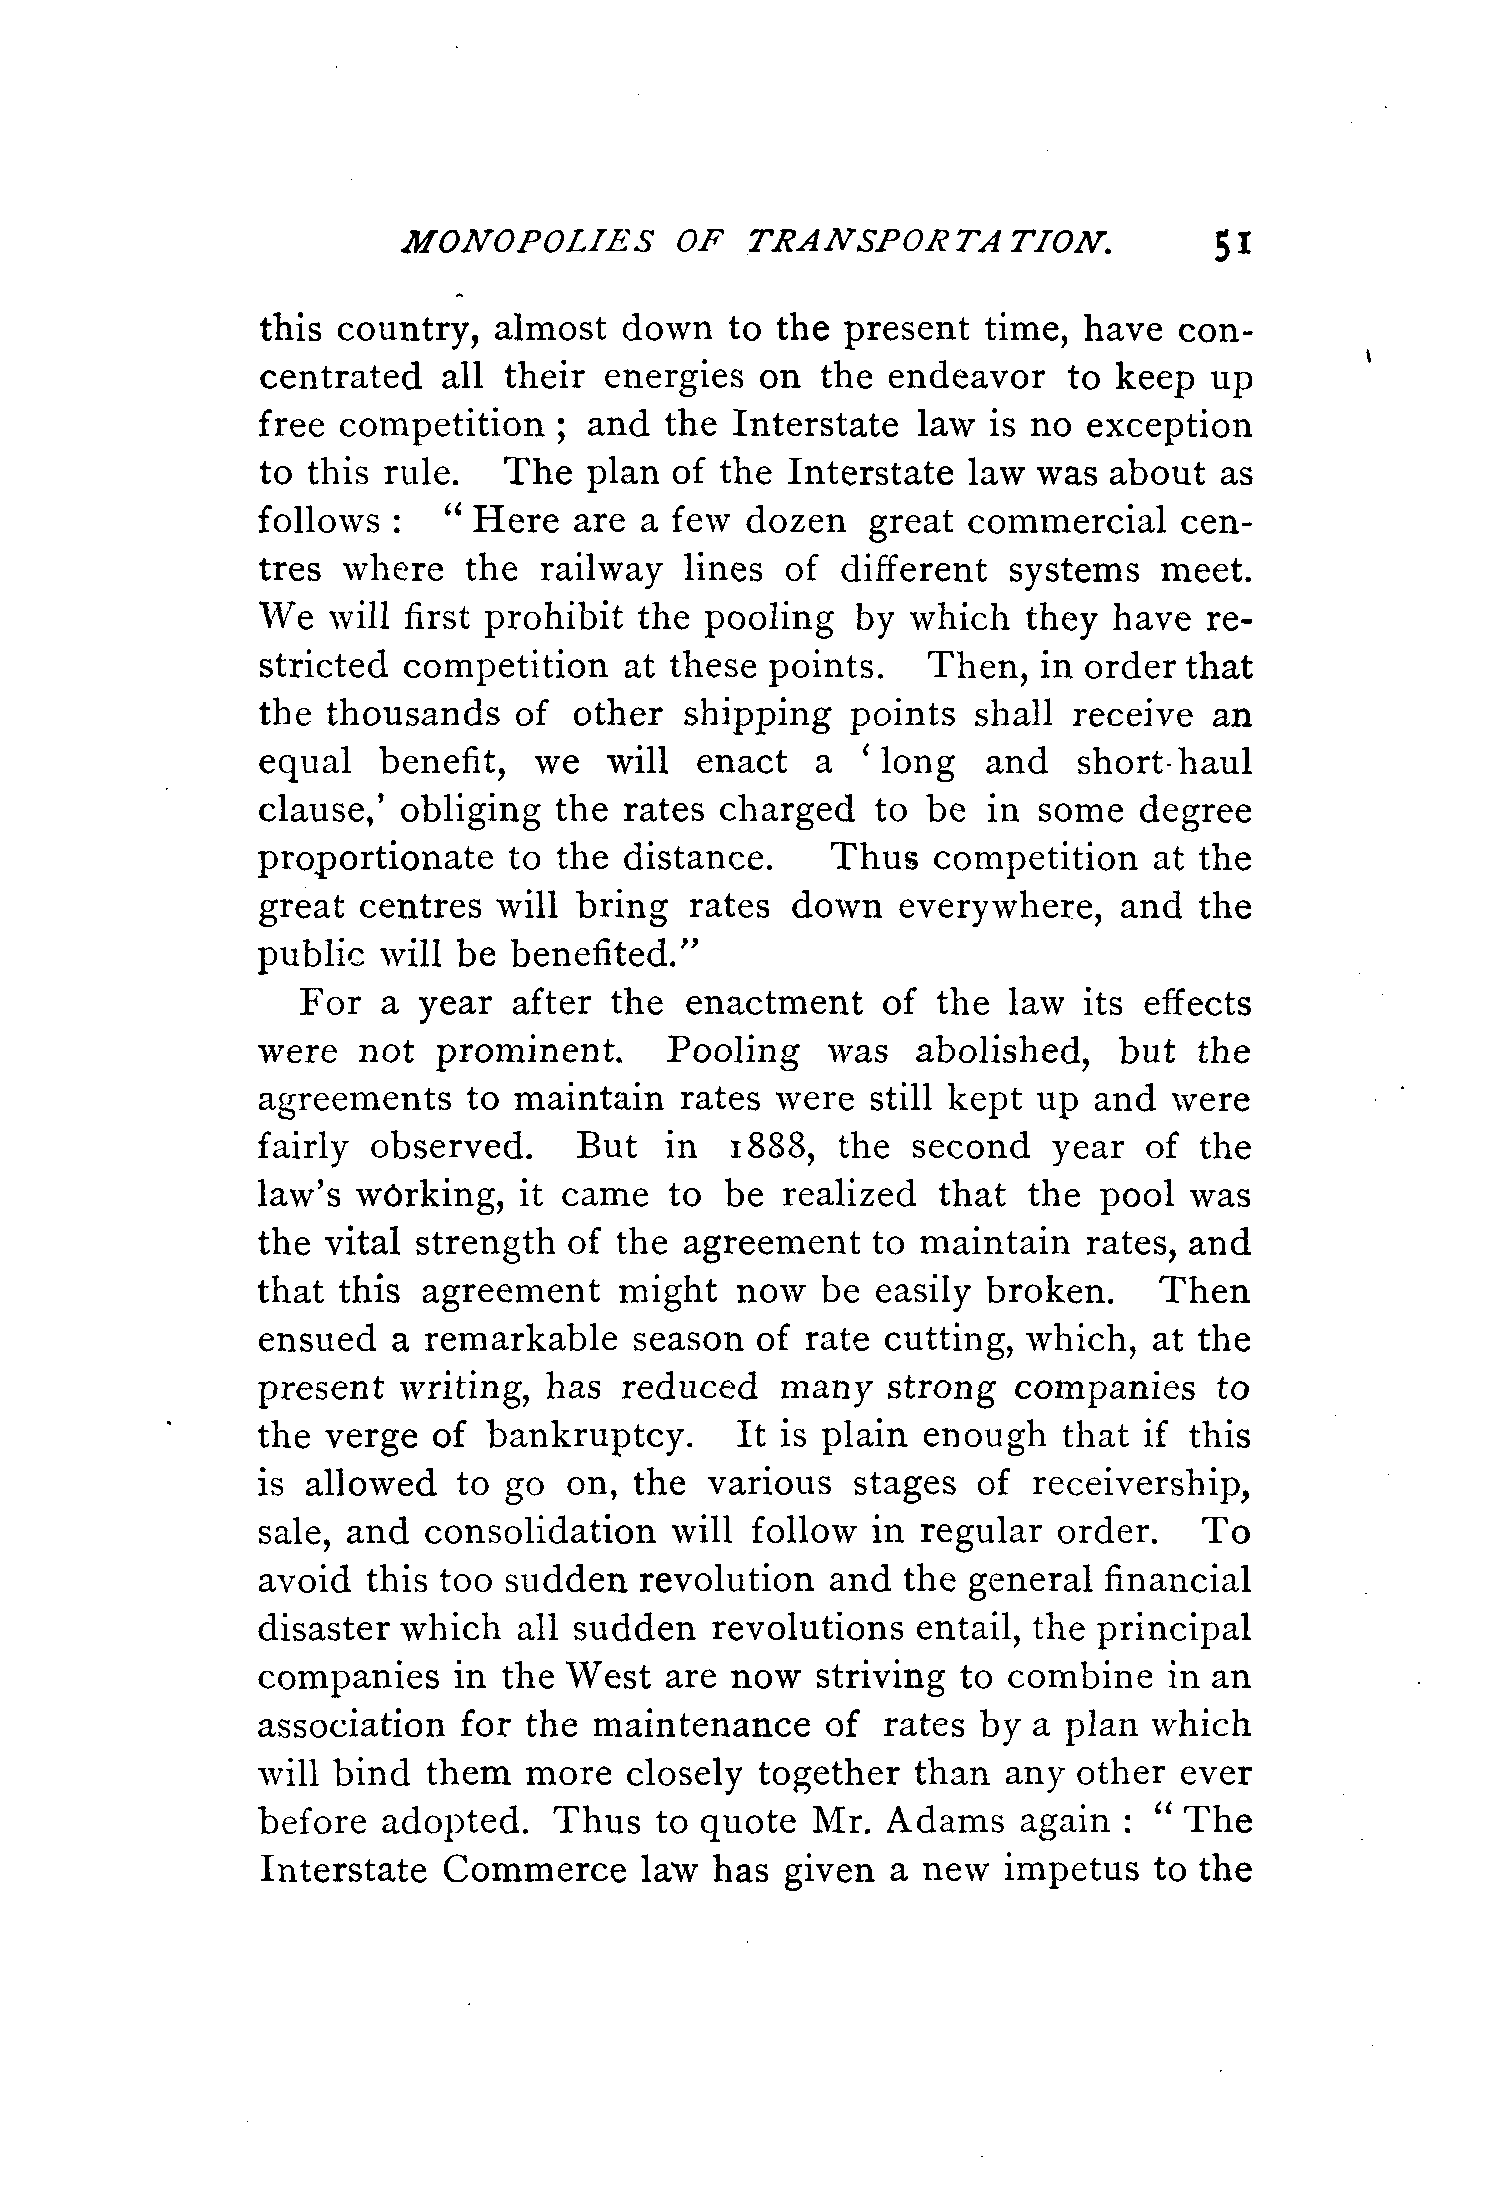 MONOPOLIES OF TRANSPORTATION. 51
this country, almost down to the present time, have con-
centrated all their energies on the endeavor to keep up
free competition ; and the Interstate law is no exception
to this rule. The plan of the Interstate law was about as
follows : “ Here are a few dozen great commercial cen-
tres where the railway lines of different systems meet.
We will first prohibit the pooling by which they have re-
stricted competition at these points. Then, in order that
the thousands of other shipping points shall receive an
equal benefit, we will enact a ‘ long and short-haul
clause,’ obliging the rates charged to be in some degree
proportionate to the distance. Thus competition at the
great centres will bring rates down everywhere, and the
public will be benefited.”
For a year after the enactment of the law its effects
were not prominent. Pooling was abolished, but the
agreements to maintain rates were still kept up and were
fairly observed. But in 1888, the second year of the
law’s working, it came to be realized that the pool was
the vital strength of the agreement to maintain rates, and
that this agreement might now be easily broken. Then
ensued a remarkable season of rate cutting, which, at the
present writing, has reduced many strong companies to
the verge of bankruptcy. It is plain enough that if this
is allowed to go on, the various stages of receivership,
sale, and consolidation will follow in regular order. To
avoid this too sudden revolution and the general financial
disaster which all sudden revolutions entail, the principal
companies in the West are now striving to combine in an
association for the maintenance of rates by a plan which
will bind them more closely together than any other ever
before adopted. Thus to quote Mr. Adams again : “ The
Interstate Commerce law has given a new impetus to the